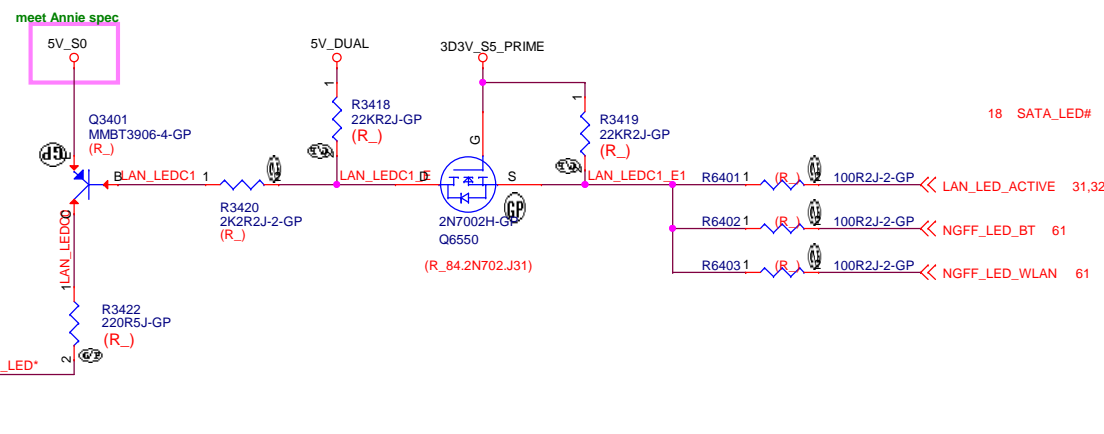 meet Annie spec
5V_S0
5V_DUAL
3D3V_S5_PRIME
Q3401
MMBT3906-4-GP
(R_)
1
R3418
22KR2J-GP
(R_)
G
1
R3419
22KR2J-GP
(R_)
18 SATA_LED#
E
B
LAN_LEDC1
1
R3420
2K2R2J-2-GP
(R_)
LAN_LEDC1_E
D
S
2N7002H-GP
Q6550
(R_84.2N702.J31)
GP
LAN_LEDC1_E1
R6401
1
(R_)
100R2J-2-GP
LAN_LED_ACTIVE 31,32
R6402
1
(R_)
100R2J-2-GP
NGFF_LED_BT 61
R6403
1
(R_)
100R2J-2-GP
NGFF_LED_WLAN 61
C
1
R3422
220R5J-GP
(R_)
2
_LED*